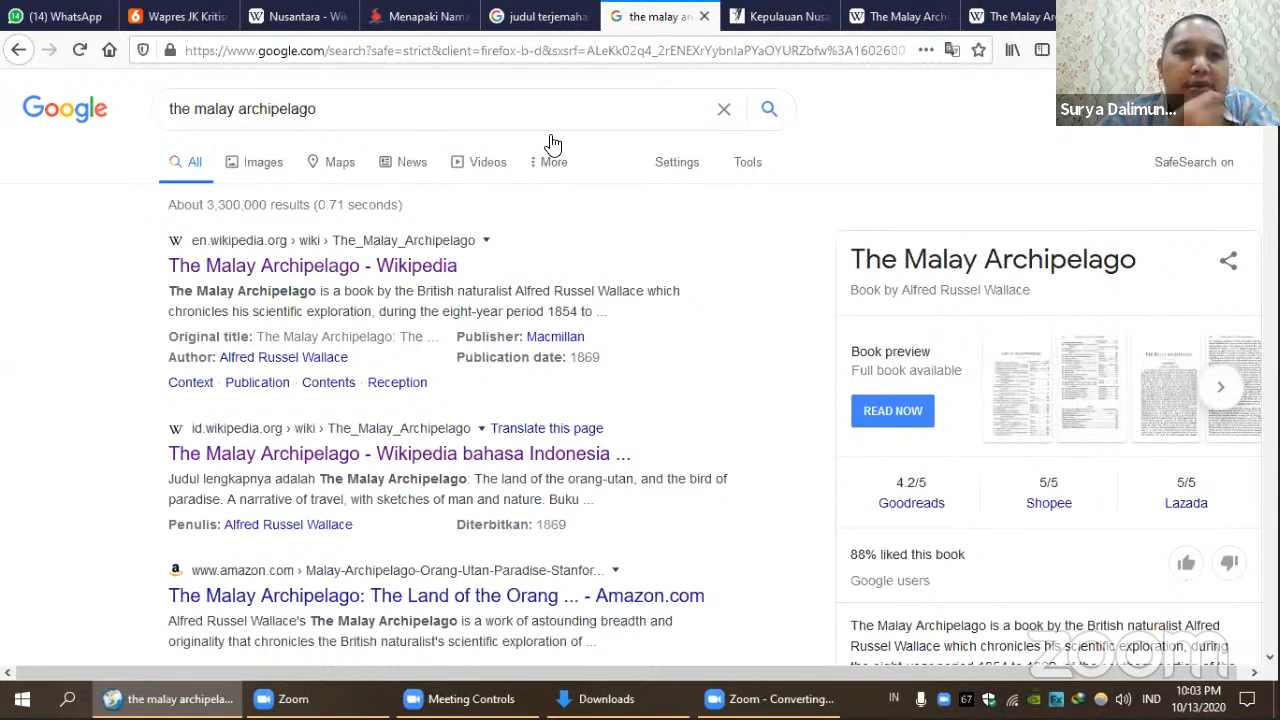 (14) WhatsApp
Wapres JK Kritisi
Nusantara - Wik
Menapaki Nama
judul terjemaha
the malay ar
Kepulauan Nusa
The Malay Archi
The Malay Arc
https://www.google.com/search?safe=strict&client=firefox-b-d&sxsrf=ALeKk02q4_2rENEXrYybnIaPYaOYURZbfw%3A1602600
Surya Dalimun...
Google
the malay archipelago
All
Images
Maps
News
Videos
More
Settings
Tools
SafeSearch on
About 3,300,000 results (0.71 seconds)
en.wikipedia.org › wiki › The_Malay_Archipelago
The Malay Archipelago - Wikipedia
The Malay Archipelago is a book by the British naturalist Alfred Russel Wallace which
chronicles his scientific exploration, during the eight-year period 1854 to ...
Original title: The Malay Archipelago: The ... Publisher: Macmillan
Author: Alfred Russel Wallace Publication date: 1869
Context · Publication · Contents · Reception
id.wikipedia.org › wiki › The_Malay_Archipelago Translate this page
The Malay Archipelago - Wikipedia bahasa Indonesia ...
Judul lengkapnya adalah The Malay Archipelago: The land of the orang-utan, and the bird of
paradise. A narrative of travel, with sketches of man and nature. Buku ...
Penulis: Alfred Russel Wallace Diterbitkan: 1869
www.amazon.com › Malay-Archipelago-Orang-Utan-Paradise-Stanfor...
The Malay Archipelago: The Land of the Orang ... - Amazon.com
Alfred Russel Wallace's The Malay Archipelago is a work of astounding breadth and
originality that chronicles the British naturalist's scientific exploration of ...
The Malay Archipelago
Book by Alfred Russel Wallace
Book preview
Full book available
READ NOW
4.2/5
Goodreads
5/5
Shopee
5/5
Lazada
88% liked this book
Google users
The Malay Archipelago is a book by the British naturalist Alfred
Russel Wallace which chronicles his scientific exploration, during
zoom
the malay archipela...
Zoom
Meeting Controls
Downloads
Zoom - Converting...
IN
67
IND
10:03 PM
10/13/2020